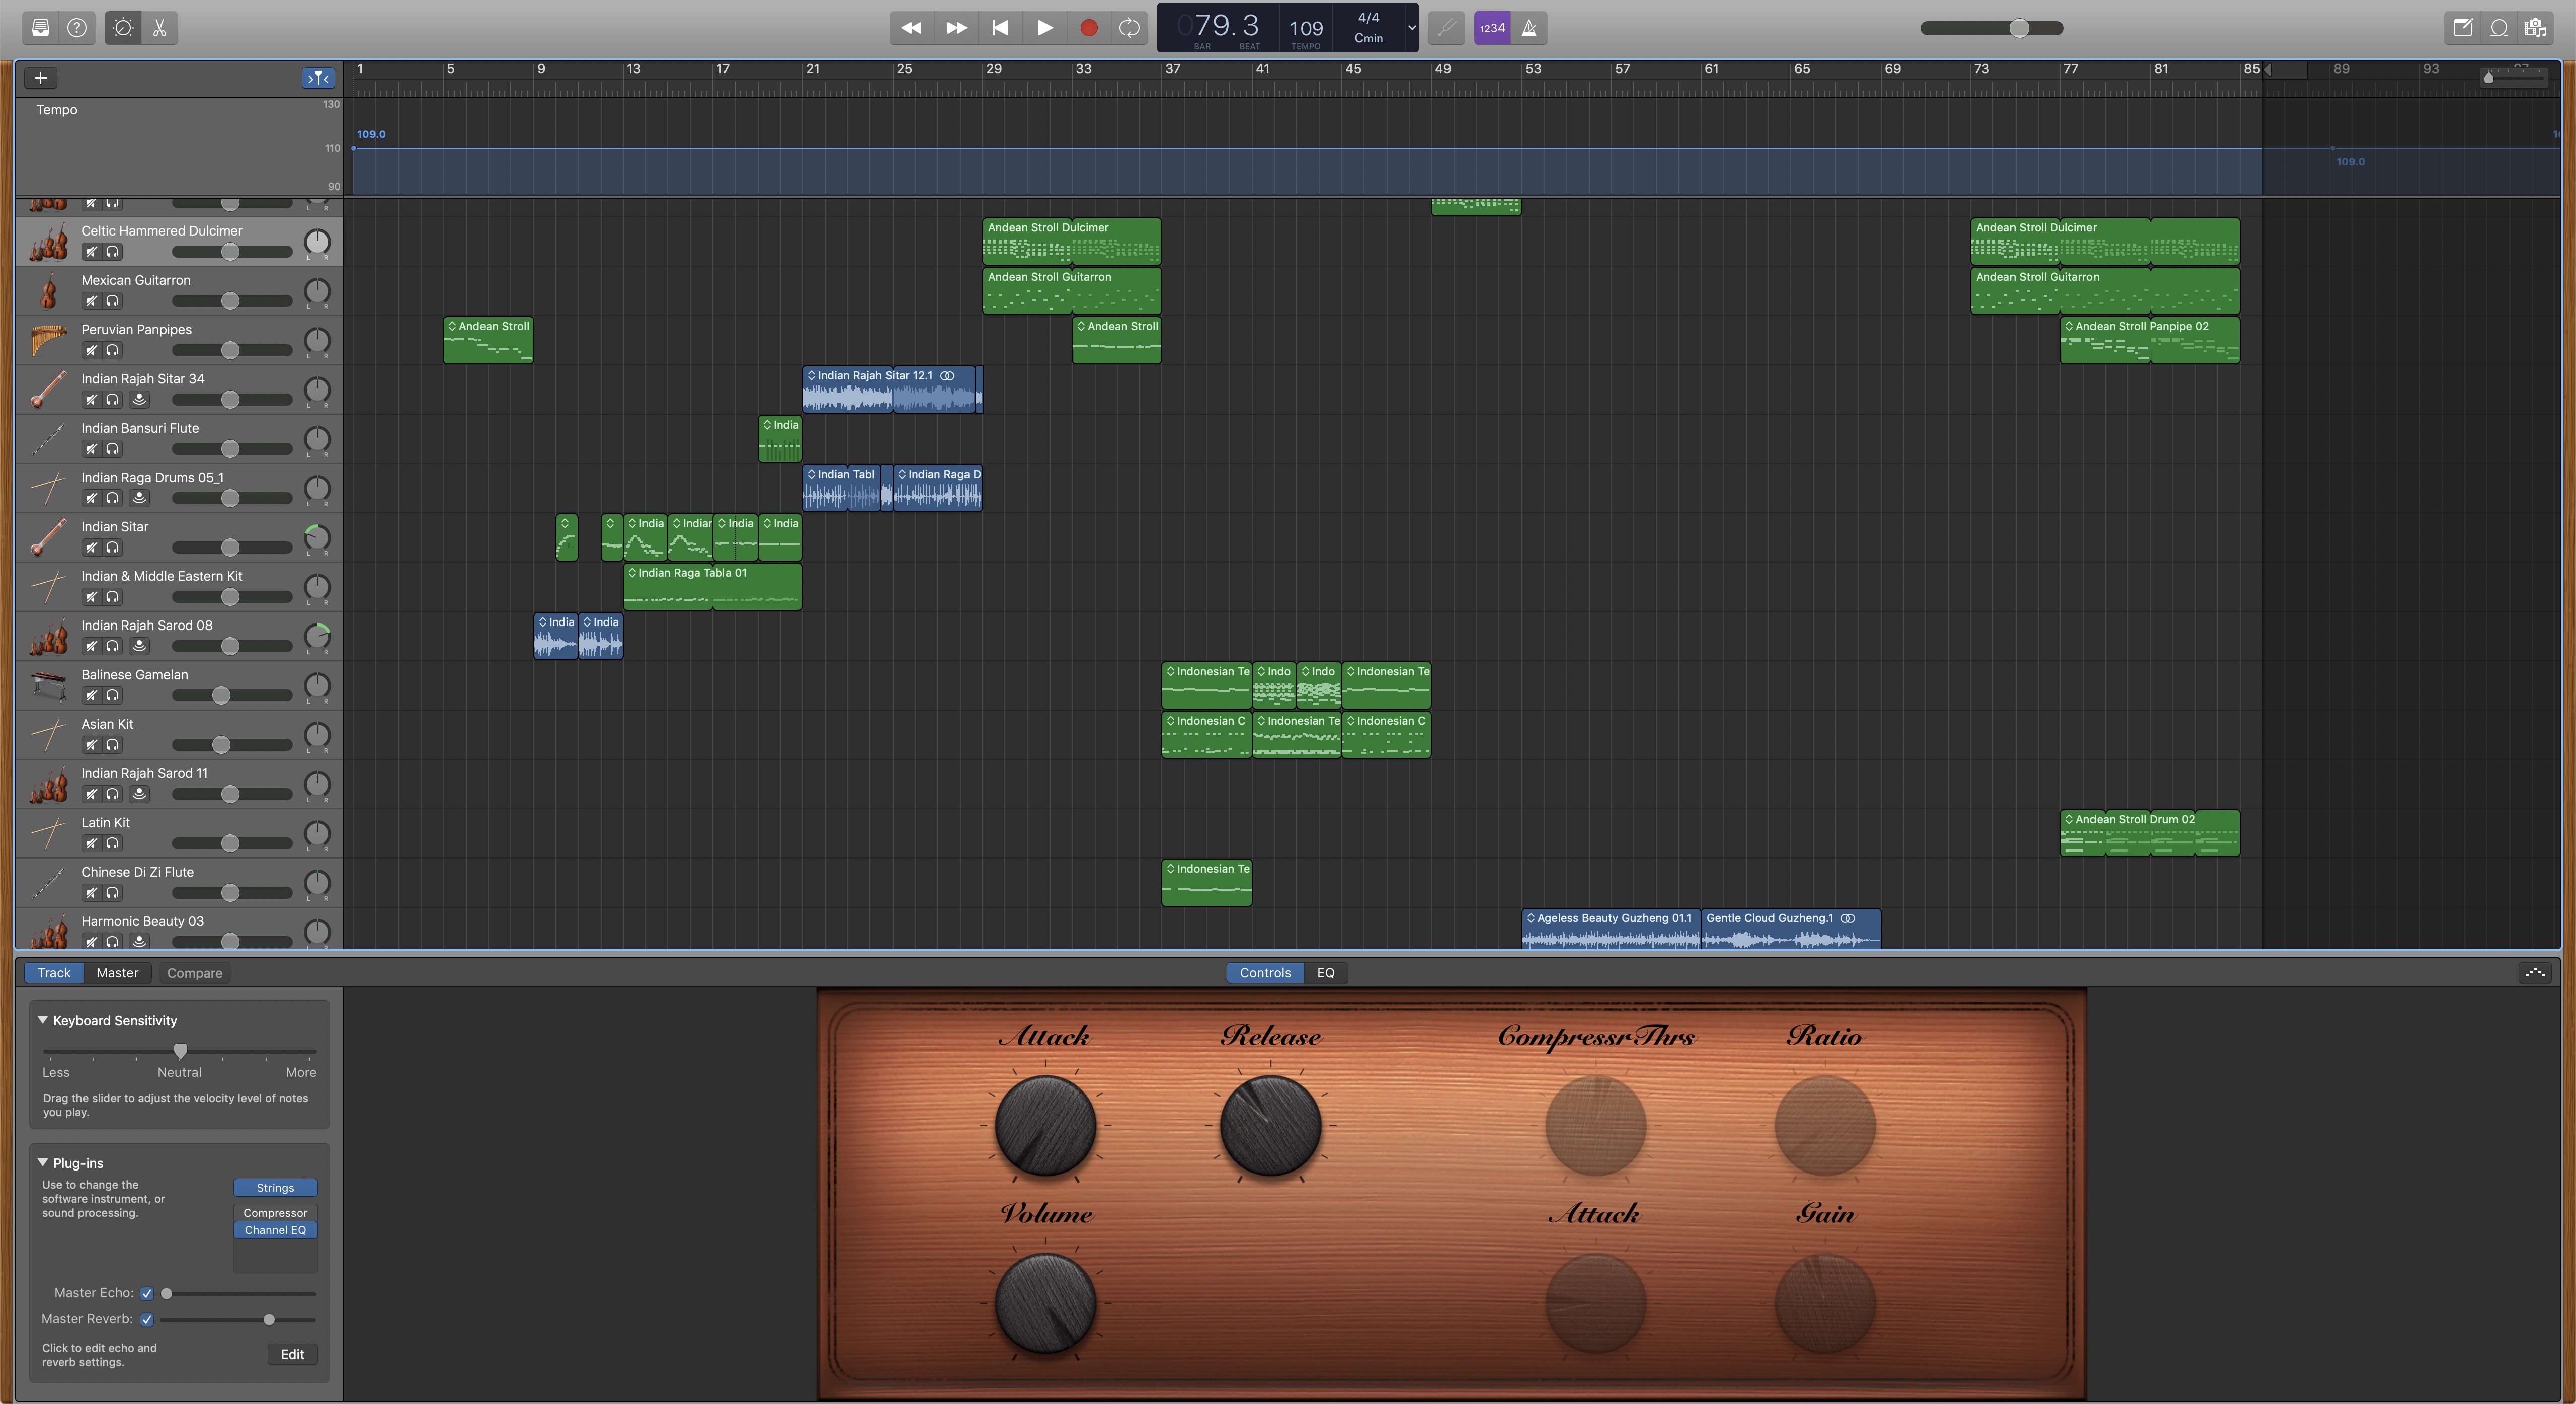 079.3
BAR BEAT
109
TEMPO
4/4
Cmin
1234
1 5 9 13 17 21 25 29 33 37 41 45 49 53 57 61 65 69 73 77 81 85 89 93 97
Tempo
130
110
90
109.0
109.0
L R
Celtic Hammered Dulcimer
L R
Andean Stroll Dulcimer
Andean Stroll Dulcimer
Mexican Guitarron
L R
Andean Stroll Guitarron
Andean Stroll Guitarron
Peruvian Panpipes
L R
Andean Stroll
Andean Stroll
Andean Stroll Panpipe 02
Indian Rajah Sitar 34
L R
Indian Rajah Sitar 12.1
Indian Bansuri Flute
L R
India
Indian Raga Drums 05_1
L R
Indian Tabl
Indian Raga D
Indian Sitar
L R
India
Indian
India
India
Indian & Middle Eastern Kit
L R
Indian Raga Tabla 01
Indian Rajah Sarod 08
L R
India
India
Balinese Gamelan
L R
Indonesian Te
Indo
Indo
Indonesian Te
Asian Kit
L R
Indonesian C
Indonesian Te
Indonesian C
Indian Rajah Sarod 11
L R
Latin Kit
L R
Andean Stroll Drum 02
Chinese Di Zi Flute
L R
Indonesian Te
Harmonic Beauty 03
L R
Ageless Beauty Guzheng 01.1
Gentle Cloud Guzheng.1
Track
Master
Compare
Controls
EQ
Keyboard Sensitivity
Less
Neutral
More
Drag the slider to adjust the velocity level of notes
you play.
Plug-ins
Use to change the
software instrument, or
sound processing.
Strings
Compressor
Channel EQ
Master Echo:
Master Reverb:
Click to edit echo and
reverb settings.
Edit
Attack
Release
CompressrThrs
Ratio
Volume
Attack
Gain